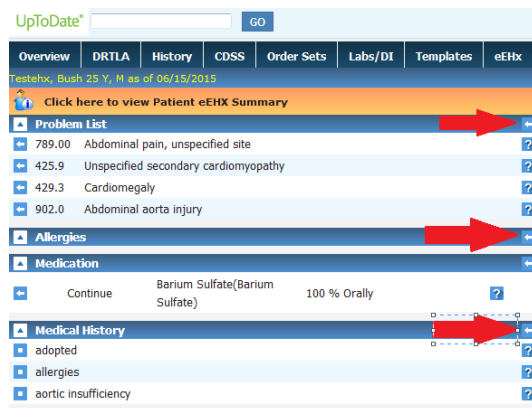 UpToDate®
GO
Overview DRTLA History CDSS Order Sets Labs/DI Templates eEHx
Testehx, Bush 25 Y, M as of 06/15/2015
Click here to view Patient eEHX Summary
Problem List
789.00 Abdominal pain, unspecified site ?
425.9 Unspecified secondary cardiomyopathy ?
429.3 Cardiomegaly ?
902.0 Abdominal aorta injury ?
Allergies
Medication
Continue Barium Sulfate(Barium Sulfate) 100 % Orally ?
Medical History
adopted ?
allergies ?
aortic insufficiency ?